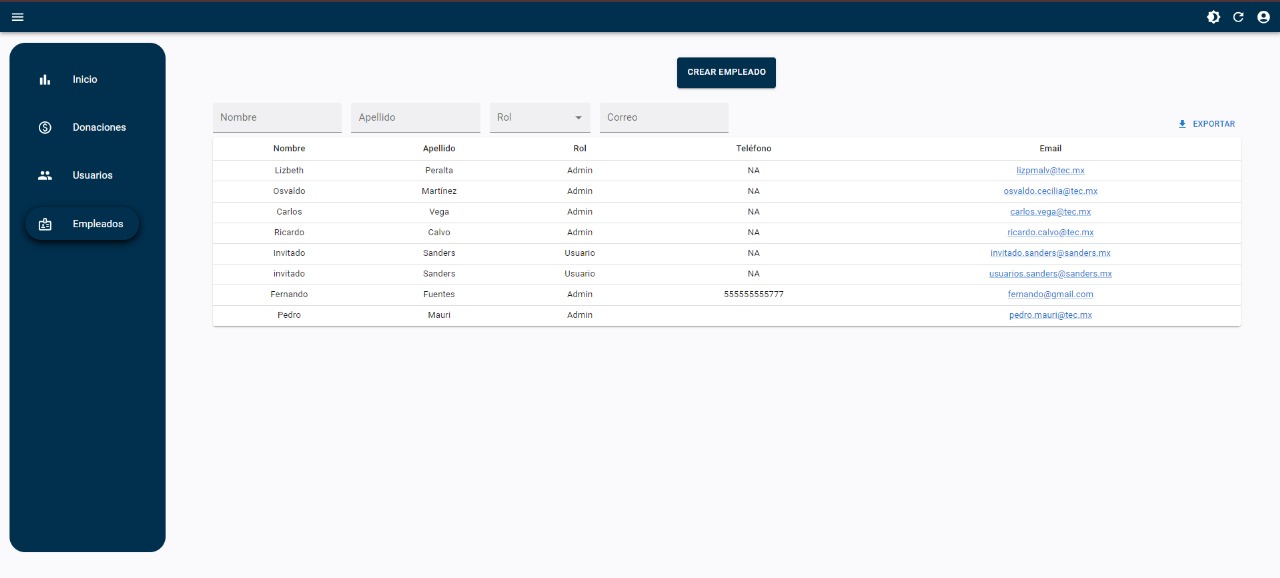 Inicio
Donaciones
Usuarios
Empleados
CREAR EMPLEADO
Nombre Apellido Rol Correo
EXPORTAR
Nombre Apellido Rol Teléfono Email
Lizbeth Peralta Admin NA lizpmalv@tec.mx
Osvaldo Martínez Admin NA osvaldo.cecilia@tec.mx
Carlos Vega Admin NA carlos.vega@tec.mx
Ricardo Calvo Admin NA ricardo.calvo@tec.mx
Invitado Sanders Usuario NA invitado.sanders@sanders.mx
invitado Sanders Usuario NA usuarios.sanders@sanders.mx
Fernando Fuentes Admin 555555555777 fernando@gmail.com
Pedro Mauri Admin pedro.mauri@tec.mx